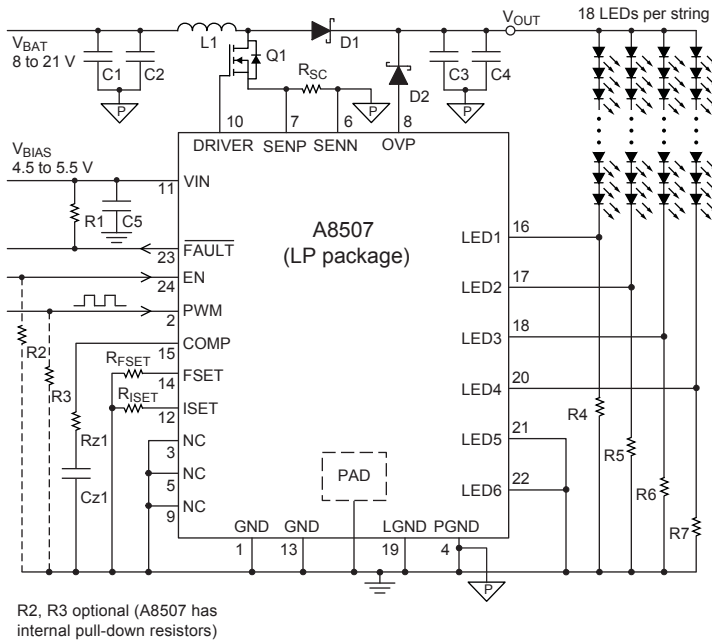 V_OUT
18 LEDs per string
V_BAT
8 to 21 V
L1
D1
Q1
C1
C2
R_SC
D2
C3
C4
P
P
P
10
7
6
8
DRIVER
SENP
SENN
OVP
V_BIAS
4.5 to 5.5 V
11
VIN
R1
C5
A8507
(LP package)
23
FAULT
24
EN
2
PWM
15
COMP
R_FSET
14
FSET
R_ISET
12
ISET
3
NC
5
NC
9
NC
R2
R3
Rz1
Cz1
PAD
LED1
16
LED2
17
LED3
18
LED4
20
LED5
21
LED6
22
R4
R5
R6
R7
GND
GND
LGND
PGND
1
13
19
4
P
R2, R3 optional (A8507 has
internal pull-down resistors)